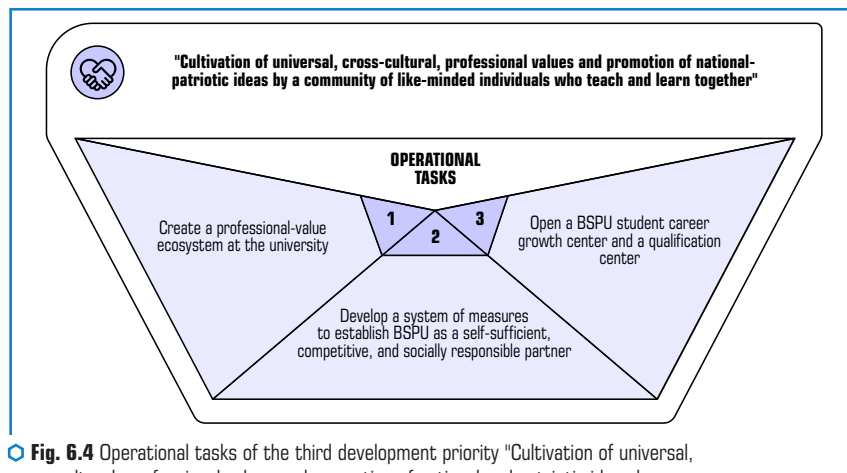 "Cultivation of universal, cross-cultural, professional values and promotion of national-
patriotic ideas by a community of like-minded individuals who teach and learn together"
OPERATIONAL
TASKS
1
2
3
Create a professional-value
ecosystem at the university
Develop a system of measures
to establish BSPU as a self-sufficient,
competitive, and socially responsible partner
Open a BSPU student career
growth center and a qualification
center
Fig. 6.4 Operational tasks of the third development priority "Cultivation of universal,